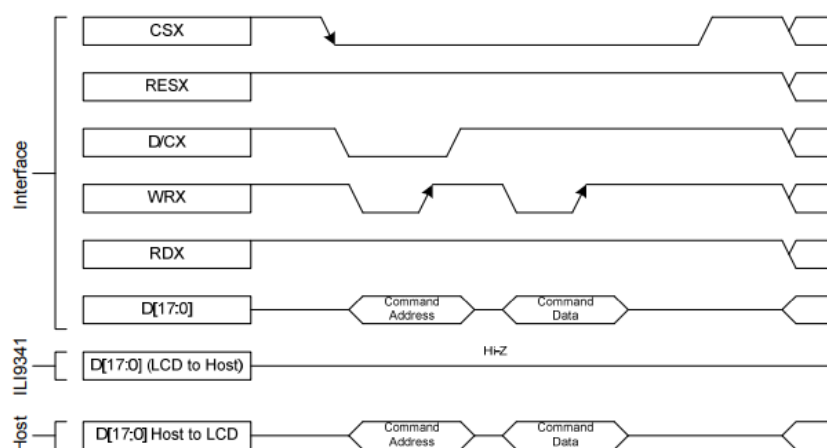 Interface
CSX
RESX
D/CX
WRX
RDX
D[17:0]
Command
Address
Command
Data
ILI9341
D[17:0] (LCD to Host)
Hi-Z
Host
D[17:0] Host to LCD
Command
Address
Command
Data